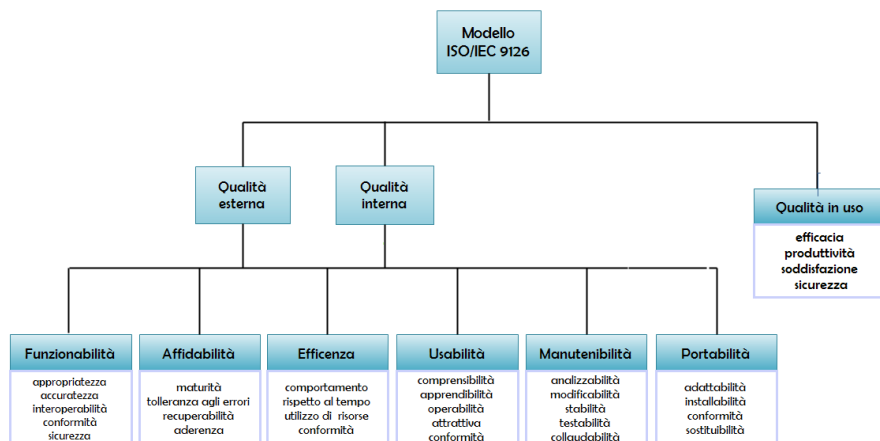 Modello
ISO/IEC 9126
Qualità
esterna
Qualità
interna
Qualità in uso
efficacia
produttività
soddisfazione
sicurezza
Funzionabilità
appropriatezza
accuratezza
interoperabilità
conformità
sicurezza
Affidabilità
maturità
tolleranza agli errori
recuperabilità
aderenza
Efficenza
comportamento
rispetto al tempo
utilizzo di risorse
conformità
Usabilità
comprensibilità
apprendibilità
operabilità
attrattiva
conformità
Manutenibilità
analizzabilità
modificabilità
stabilità
testabilità
collaudabilità
Portabilità
adattabilità
installabilità
conformità
sostituibilità